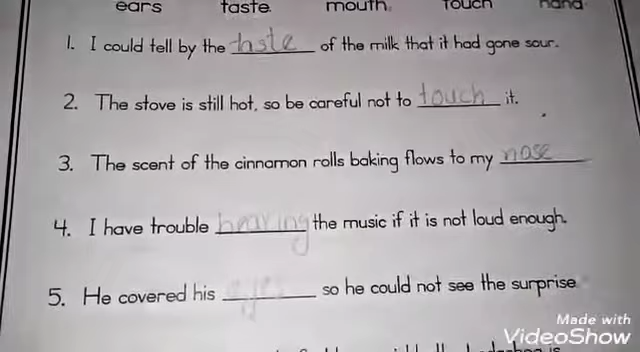 ears taste mouth touch hand
1. I could tell by the taste of the milk that it had gone sour.
2. The stove is still hot, so be careful not to touch it.
3. The scent of the cinnamon rolls baking flows to my nose
4. I have trouble hearing the music if it is not loud enough.
5. He covered his eye so he could not see the surprise
Made with
VideoShow